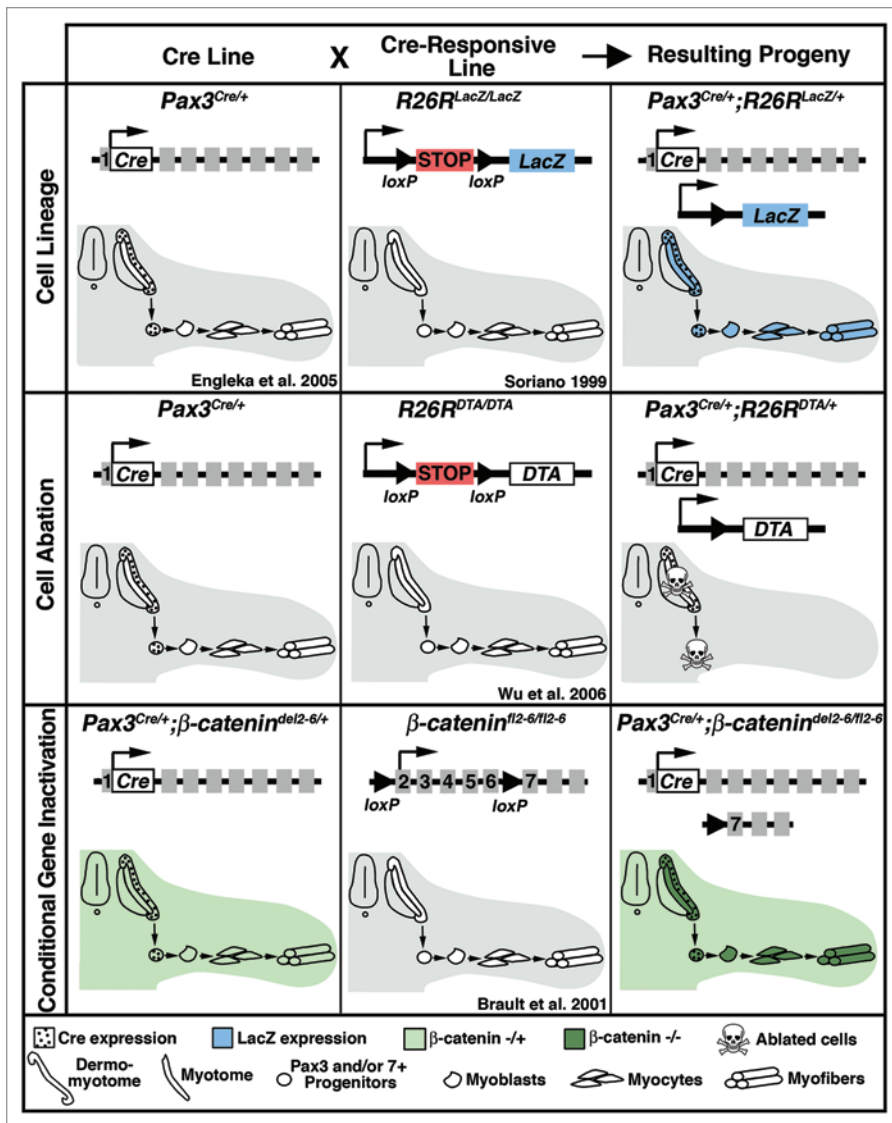 Cre Line X Cre-Responsive Line Resulting Progeny
Cell Lineage
Pax3Cre/+
1 Cre
Engleka et al. 2005
R26RLacZ/LacZ
STOP LacZ
loxP loxP
Soriano 1999
Pax3Cre/+;R26RLacZ/+
1 Cre
LacZ
Cell Abation
Pax3Cre/+
1 Cre
R26RDTA/DTA
STOP DTA
loxP loxP
Wu et al. 2006
Pax3Cre/+;R26RDTA/+
1 Cre
DTA
Conditional Gene Inactivation
Pax3Cre/+;β-catenindel2-6/+
1 Cre
β-cateninfl2-6/fl2-6
2 3 4 5 6 7
loxP loxP
Brault et al. 2001
Pax3Cre/+;β-catenindel2-6/fl2-6
1 Cre
7
Cre expression LacZ expression β-catenin -/+ β-catenin -/- Ablated cells
Dermo-
myotome
Myotome
Pax3 and/or 7+
Progenitors
Myoblasts
Myocytes
Myofibers